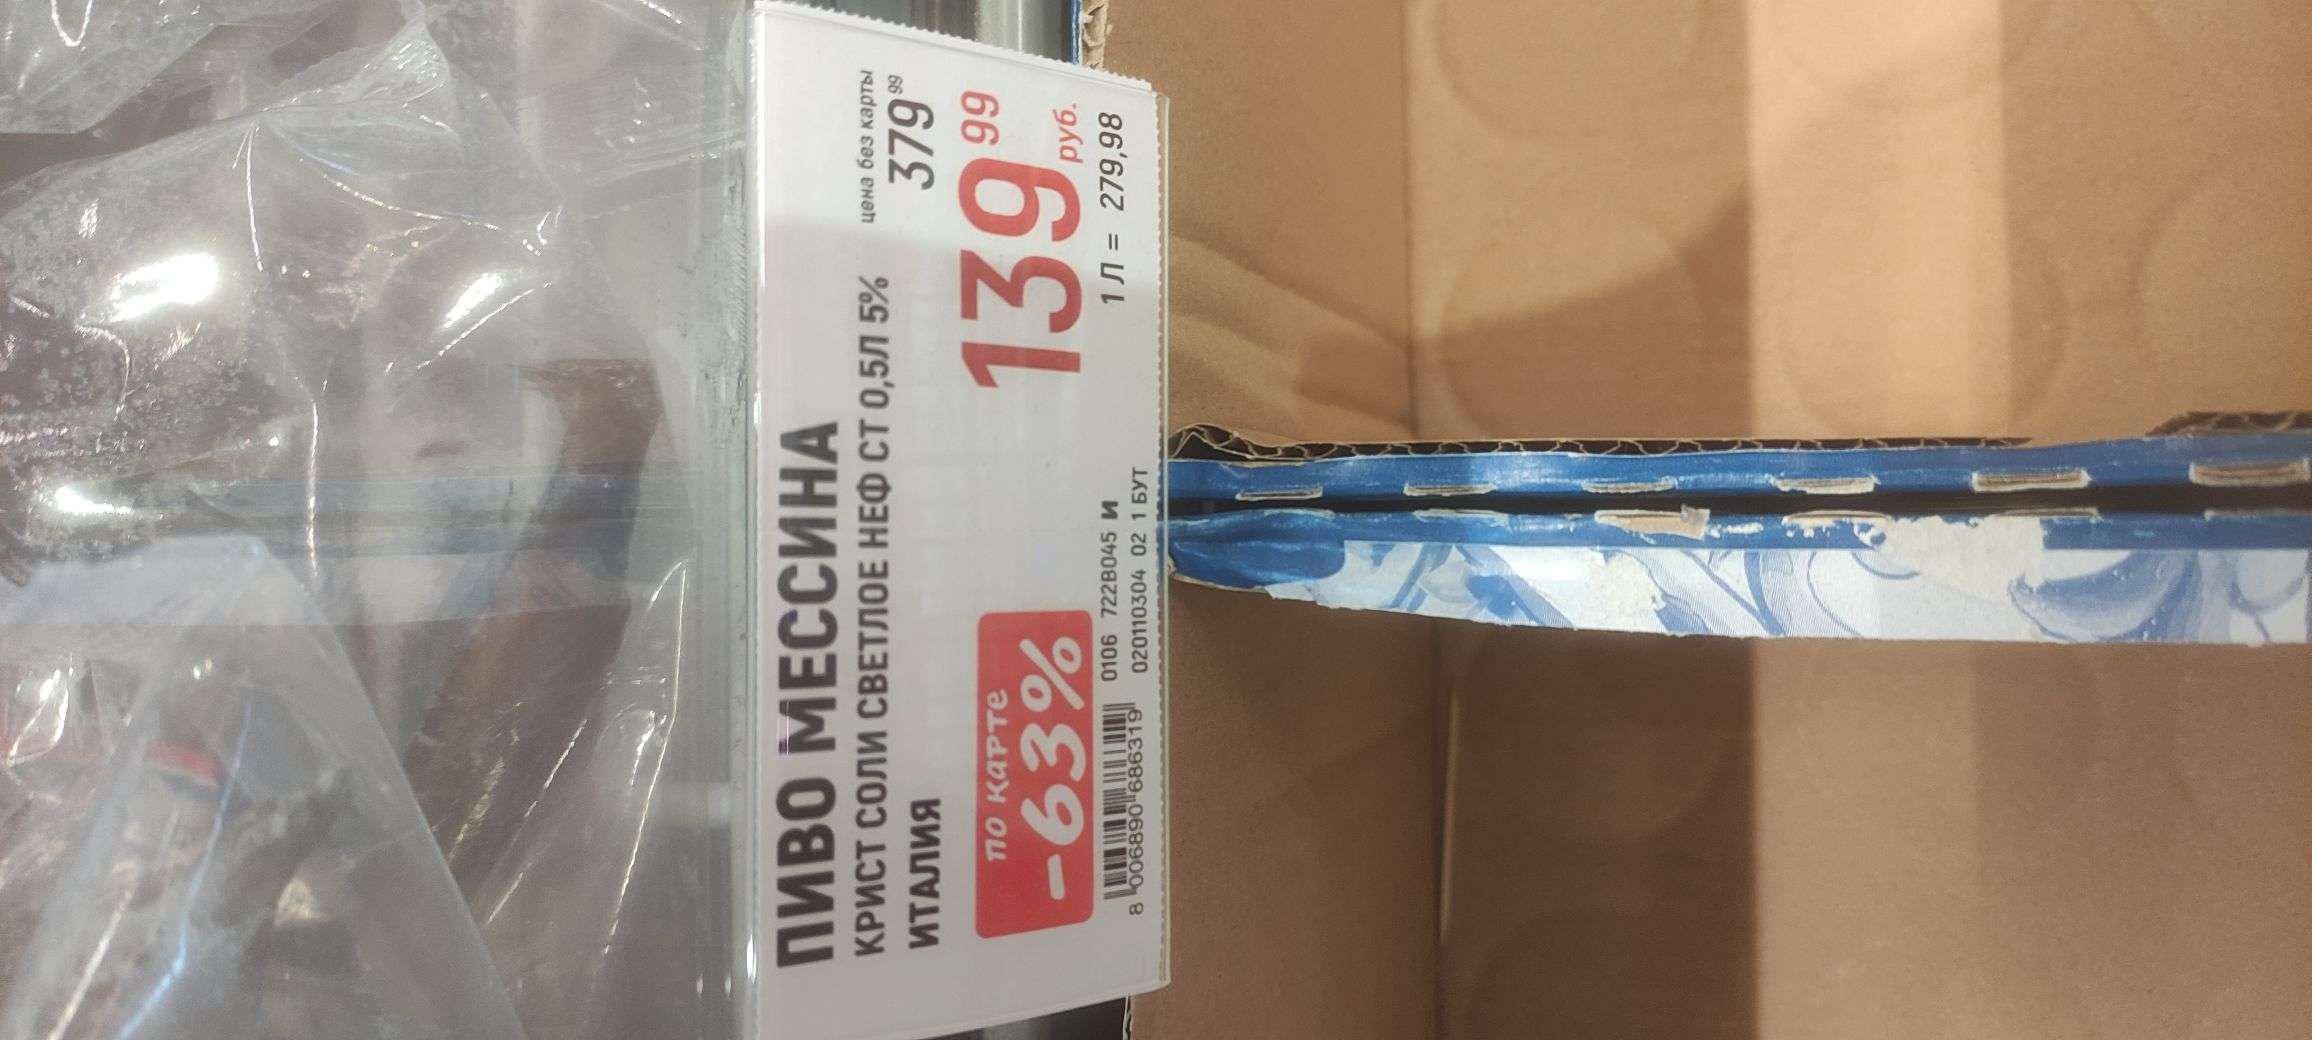 ПИВО МЕССИНА
КРИСТ СОЛИ СВЕТЛОЕ НЕФ СТ 0,5Л 5%
ИТАЛИЯ
цена без карты
379 99
ПО КАРТЕ
-63%
139 99
руб.
1 Л = 279,98
0106 722В045 И
020110304 02 1 БУТ
8 006890 686319